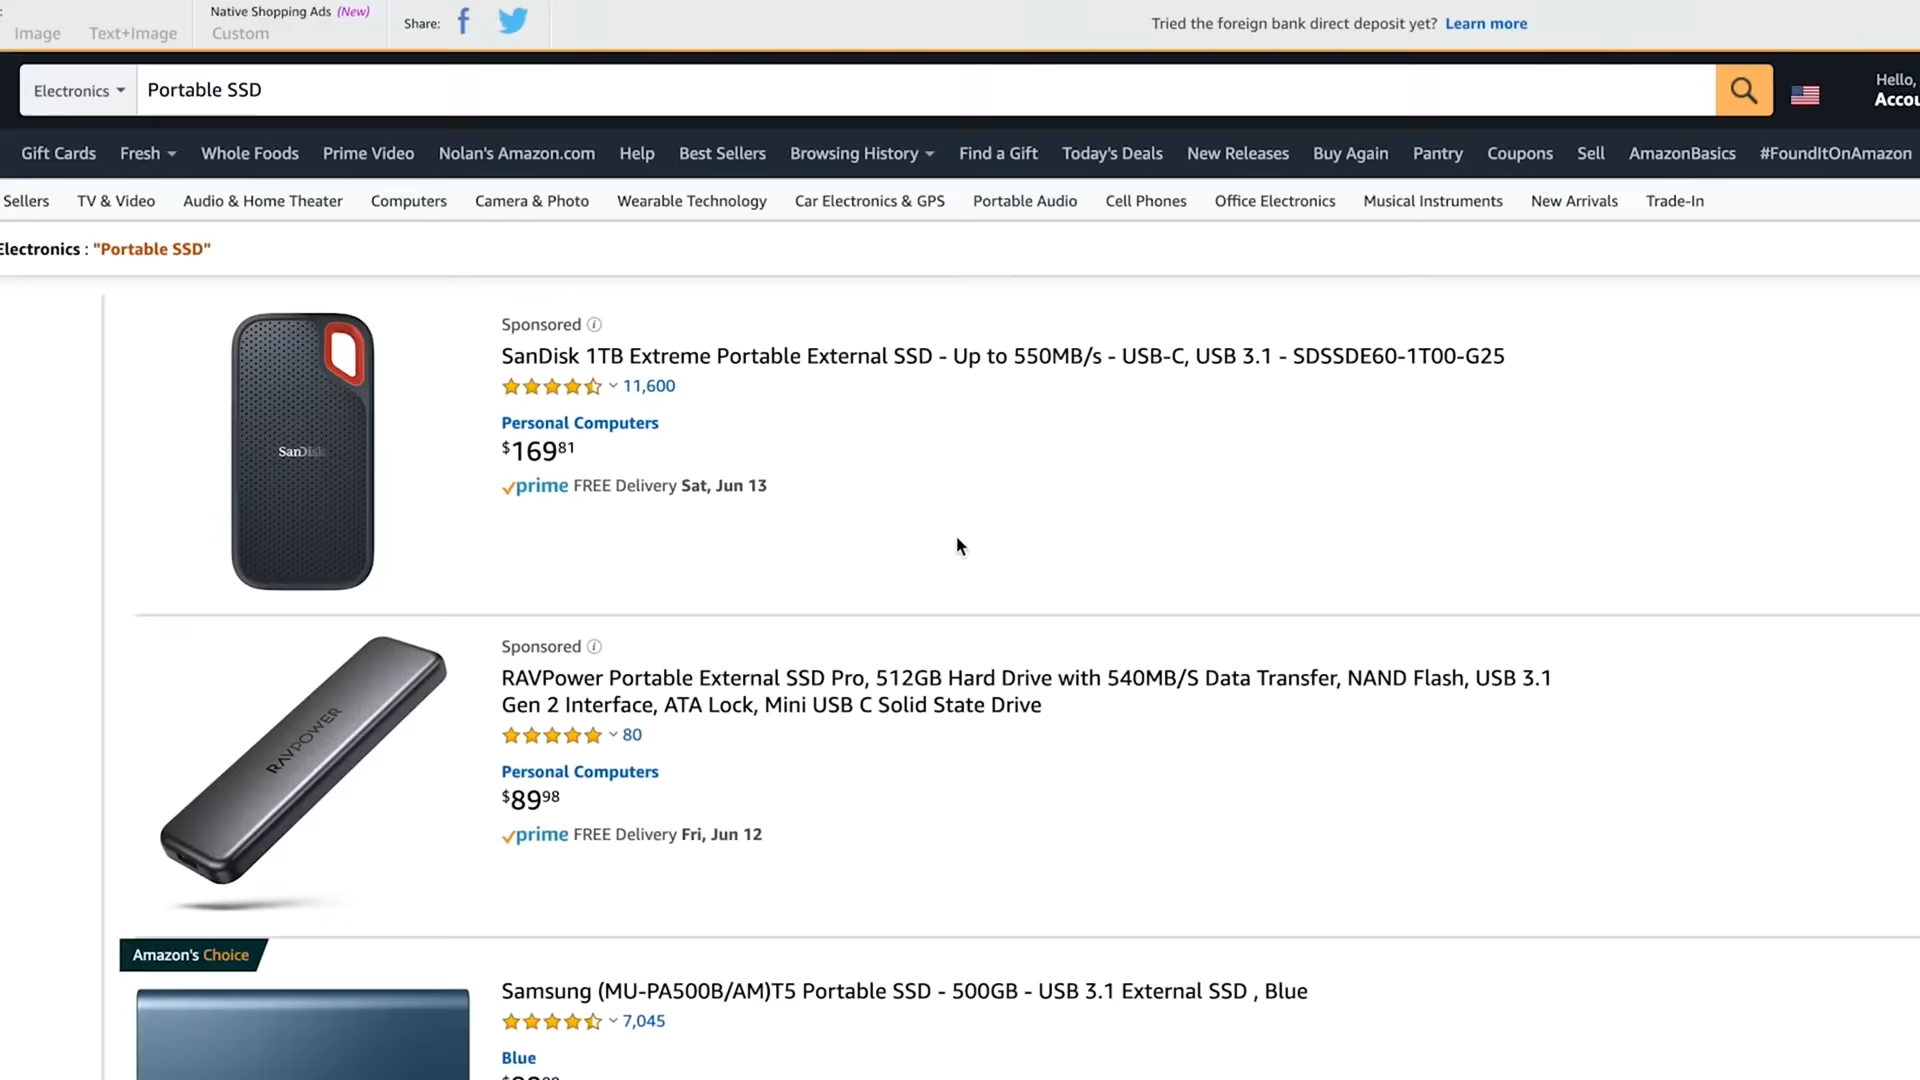 Native Shopping Ads (New)
Image Text+Image Custom
Share:
Tried the foreign bank direct deposit yet? Learn more
Electronics Portable SSD
Hello,
Accou
Gift Cards Fresh Whole Foods Prime Video Nolan's Amazon.com Help Best Sellers Browsing History Find a Gift Today's Deals New Releases Buy Again Pantry Coupons Sell AmazonBasics #FoundItOnAmazon
Sellers TV & Video Audio & Home Theater Computers Camera & Photo Wearable Technology Car Electronics & GPS Portable Audio Cell Phones Office Electronics Musical Instruments New Arrivals Trade-In
Electronics : "Portable SSD"
Sponsored
SanDisk 1TB Extreme Portable External SSD - Up to 550MB/s - USB-C, USB 3.1 - SDSSDE60-1T00-G25
11,600
Personal Computers
$169 81
prime FREE Delivery Sat, Jun 13
SanDisk
Sponsored
RAVPower Portable External SSD Pro, 512GB Hard Drive with 540MB/S Data Transfer, NAND Flash, USB 3.1
Gen 2 Interface, ATA Lock, Mini USB C Solid State Drive
80
Personal Computers
$89 98
prime FREE Delivery Fri, Jun 12
RAVPOWER
Amazon's Choice
Samsung (MU-PA500B/AM)T5 Portable SSD - 500GB - USB 3.1 External SSD , Blue
7,045
Blue